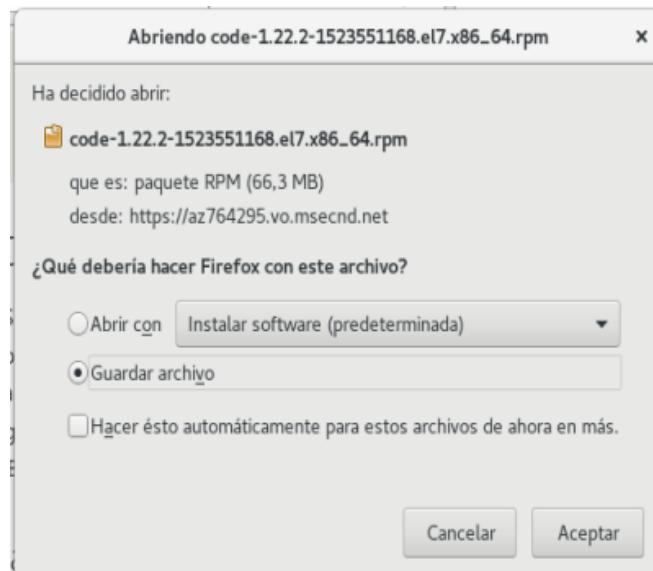 Abriendo code-1.22.2-1523551168.el7.x86_64.rpm
Ha decidido abrir:
code-1.22.2-1523551168.el7.x86_64.rpm
que es: paquete RPM (66,3 MB)
desde: https://az764295.vo.msecnd.net
¿Qué debería hacer Firefox con este archivo?
Abrir con Instalar software (predeterminada)
Guardar archivo
Hacer ésto automáticamente para estos archivos de ahora en más.
Cancelar Aceptar